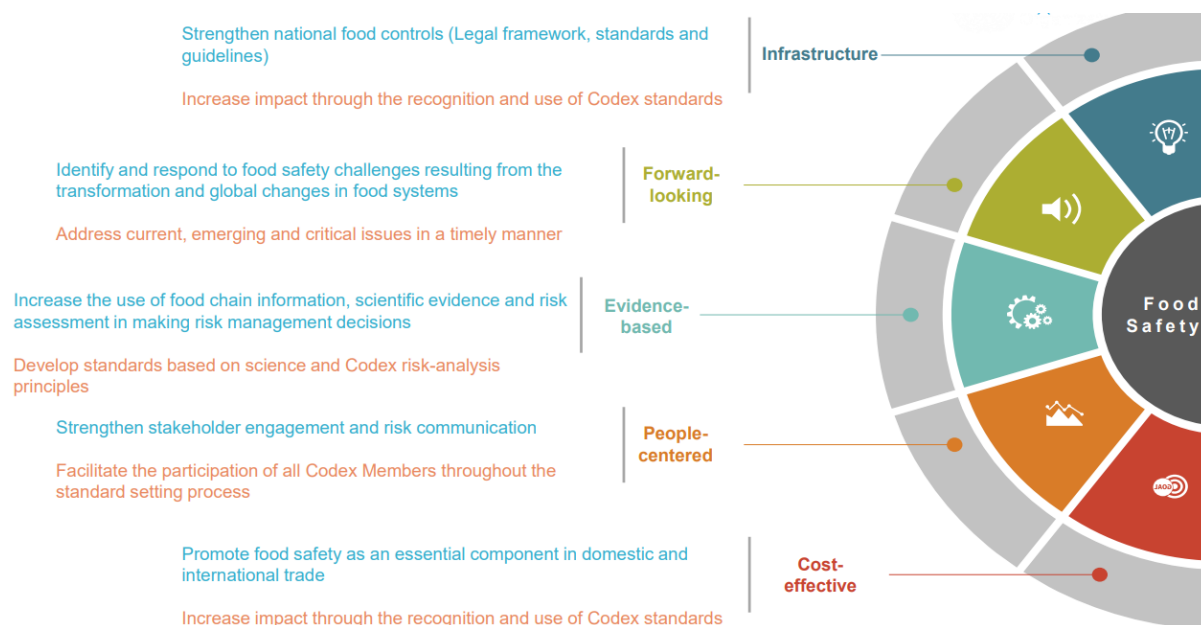 Strengthen national food controls (Legal framework, standards and
guidelines)
Increase impact through the recognition and use of Codex standards
Infrastructure
Identify and respond to food safety challenges resulting from the
transformation and global changes in food systems
Address current, emerging and critical issues in a timely manner
Forward-
looking
Increase the use of food chain information, scientific evidence and risk
assessment in making risk management decisions
Develop standards based on science and Codex risk-analysis
principles
Evidence-
based
Strengthen stakeholder engagement and risk communication
Facilitate the participation of all Codex Members throughout the
standard setting process
People-
centered
Promote food safety as an essential component in domestic and
international trade
Increase impact through the recognition and use of Codex standards
Cost-
effective
Food
Safety